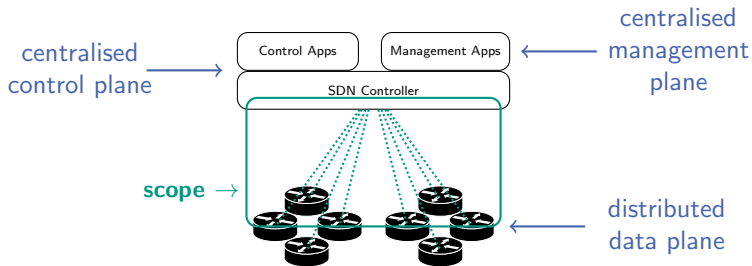 centralised
control plane
Control Apps
Management Apps
SDN Controller
centralised
management
plane
scope →
distributed
data plane